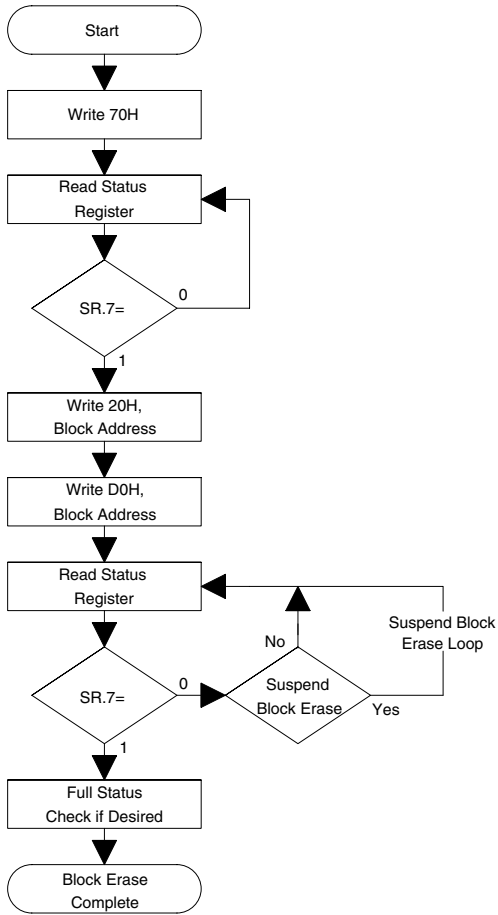 Start
Write 70H
Read Status
Register
SR.7=
0
1
Write 20H,
Block Address
Write D0H,
Block Address
Read Status
Register
Suspend Block
Erase Loop
No
SR.7=
0
Suspend
Block Erase
Yes
1
Full Status
Check if Desired
Block Erase
Complete